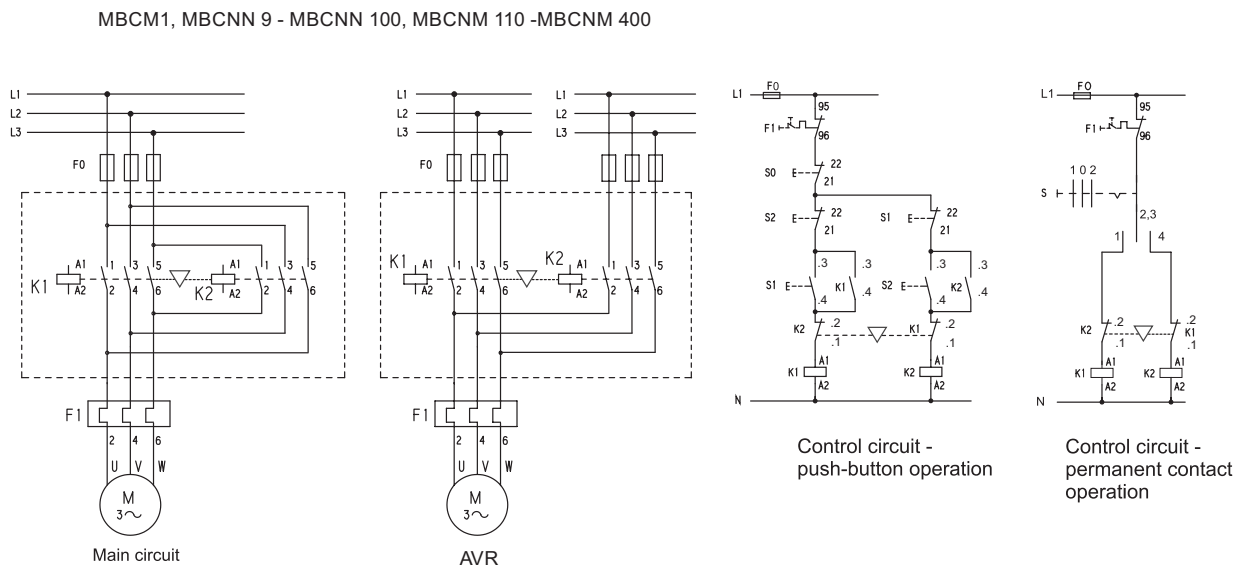 MBCM1, MBCNN 9 - MBCNN 100, MBCNM 110 -MBCNM 400
L1
L2
L3
F0
K1
A1
A2
1 3 5
2 4 6
K2
A1
A2
1 3 5
2 4 6
F1
2 4 6
U V W
M
3~
Main circuit
L1
L2
L3
L1
L2
L3
F0
K1
A1
A2
1 3 5
2 4 6
K2
A1
A2
1 3 5
2 4 6
F1
2 4 6
U V W
M
3~
AVR
L1 F0
95
F1
96
S0 E 22
21
S2 E 22
21
S1 E 22
21
.3 .3
S1 E K1
.4 .4
.3 .3
S2 E K2
.4 .4
K2 .2
.1
K1 .2
.1
K1 A1
A2
K2 A1
A2
N
Control circuit -
push-button operation
L1 F0
95
F1
96
1 0 2
S
2,3
1 4
K2 .2
.1
.2
K1
.1
K1 A1
A2
K2 A1
A2
N
Control circuit -
permanent contact
operation